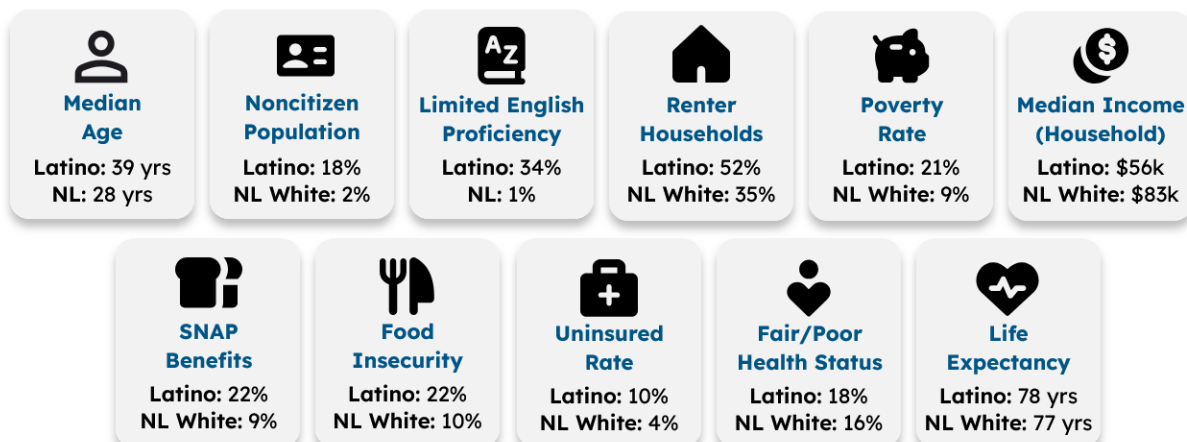 Median
Age
Latino: 39 yrs
NL: 28 yrs
Noncitizen
Population
Latino: 18%
NL White: 2%
AZ
Limited English
Proficiency
Latino: 34%
NL: 1%
Renter
Households
Latino: 52%
NL White: 35%
Poverty
Rate
Latino: 21%
NL White: 9%
$
Median Income
(Household)
Latino: $56k
NL White: $83k
SNAP
Benefits
Latino: 22%
NL White: 9%
Food
Insecurity
Latino: 22%
NL White: 10%
Uninsured
Rate
Latino: 10%
NL White: 4%
Fair/Poor
Health Status
Latino: 18%
NL White: 16%
Life
Expectancy
Latino: 78 yrs
NL White: 77 yrs